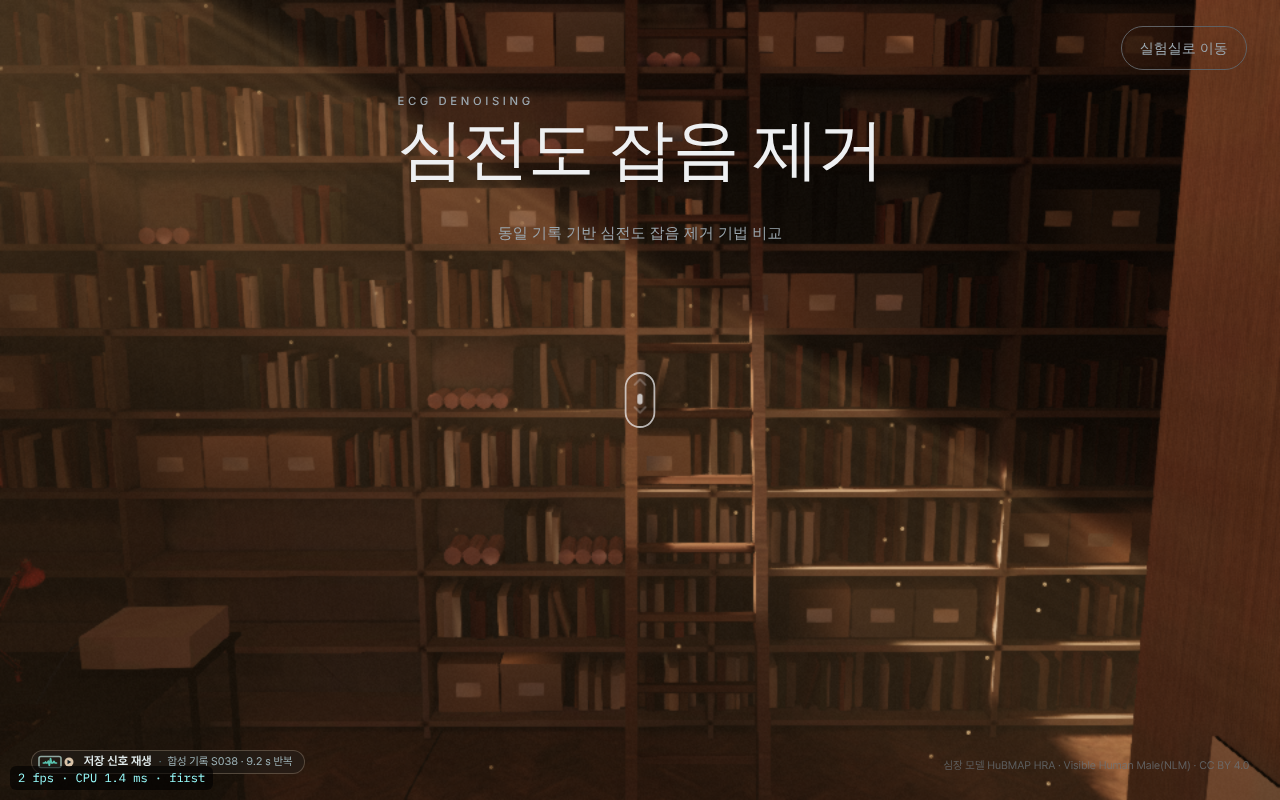 실험실로 이동
ECG DENOISING
심전도 잡음 제거
동일 기록 기반 심전도 잡음 제거 기법 비교
저장 신호 재생 · 합성 기록 S038 · 9.2 s 반복
2 fps · CPU 1.4 ms · first
심장 모델 HuBMAP HRA · Visible Human Male(NLM) · CC BY 4.0